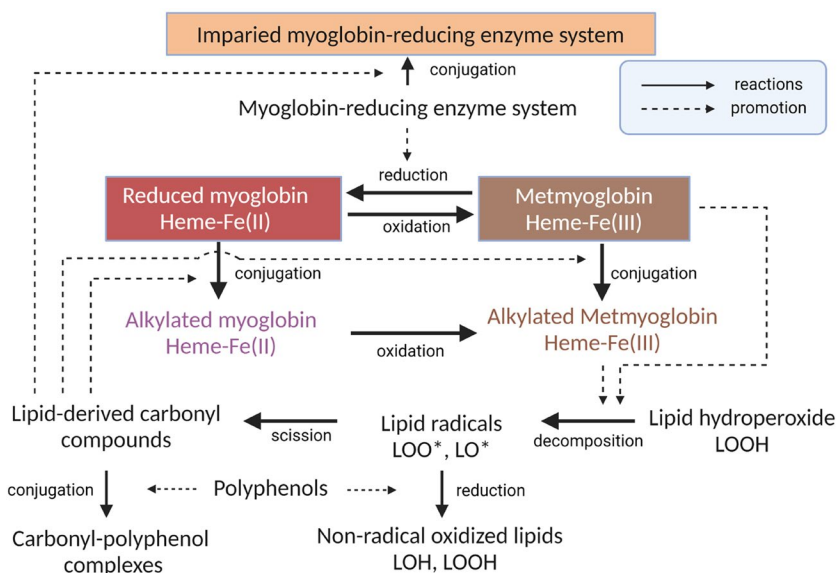 Imparied myoglobin-reducing enzyme system
conjugation
reactions
promotion
Myoglobin-reducing enzyme system
reduction
Reduced myoglobin
Heme-Fe(II)
oxidation
Metmyoglobin
Heme-Fe(III)
conjugation
conjugation
Alkylated myoglobin
Heme-Fe(II)
oxidation
Alkylated Metmyoglobin
Heme-Fe(III)
Lipid-derived carbonyl
compounds
scission
Lipid radicals
LOO*, LO*
decomposition
Lipid hydroperoxide
LOOH
conjugation
Polyphenols
reduction
Carbonyl-polyphenol
complexes
Non-radical oxidized lipids
LOH, LOOH